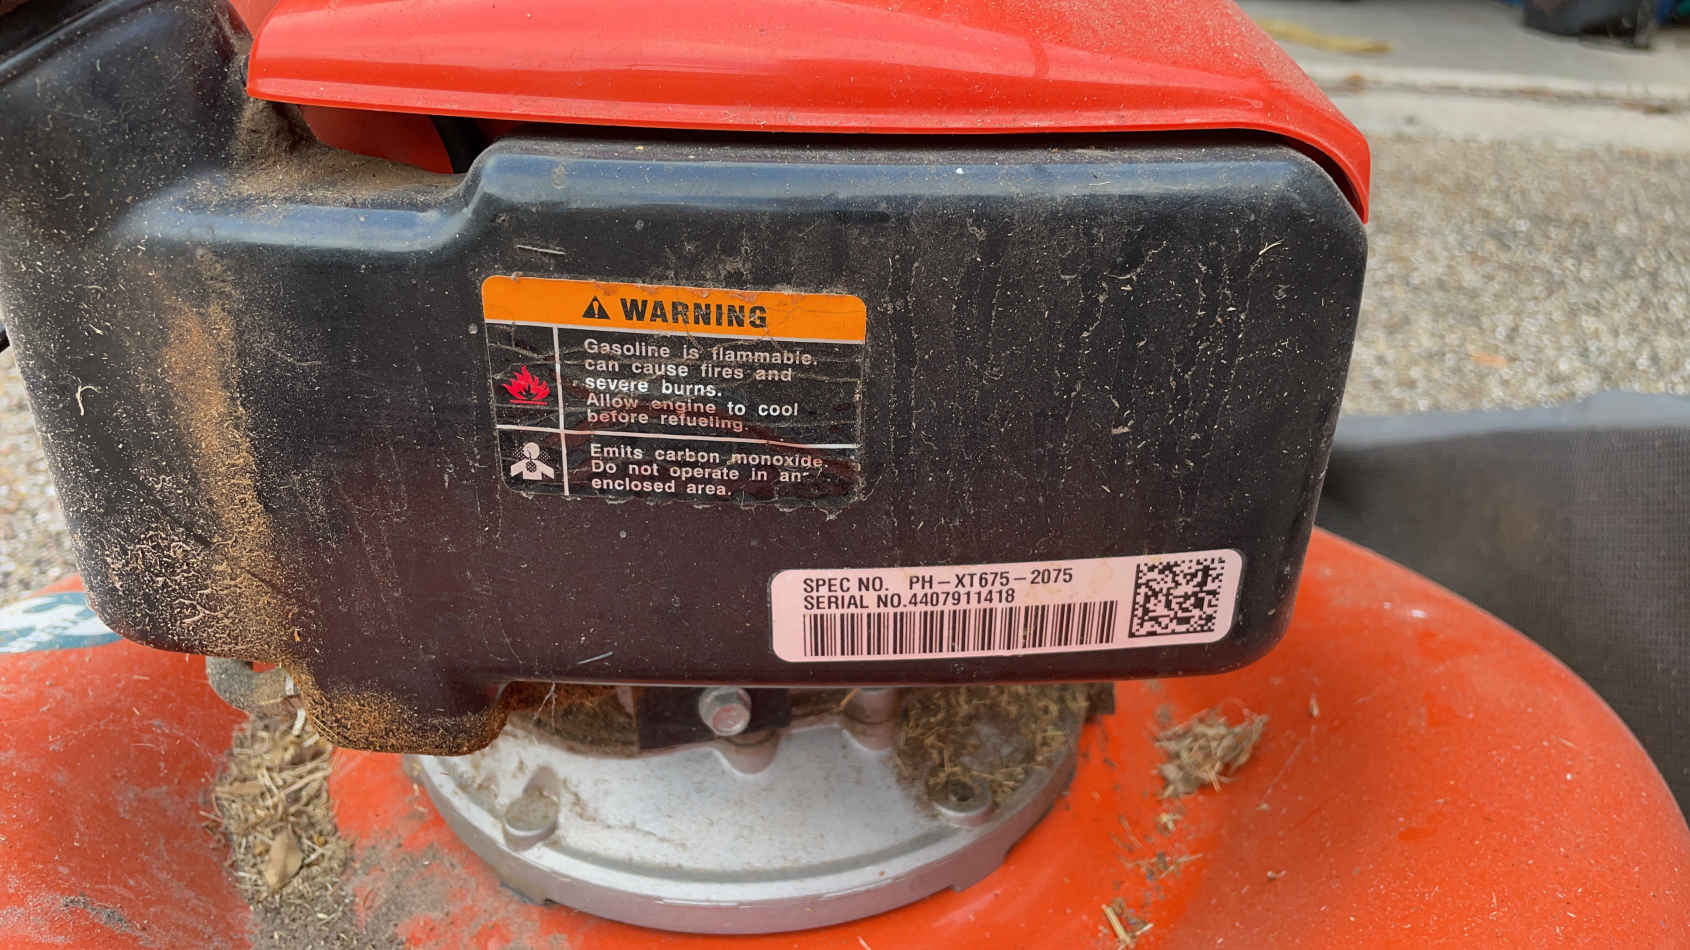 WARNING
Gasoline is flammable,
can cause fires and
severe burns.
Allow engine to cool
before refueling.
Emits carbon monoxide.
Do not operate in an
enclosed area.
SPEC NO. PH-XT675-2075
SERIAL NO.4407911418